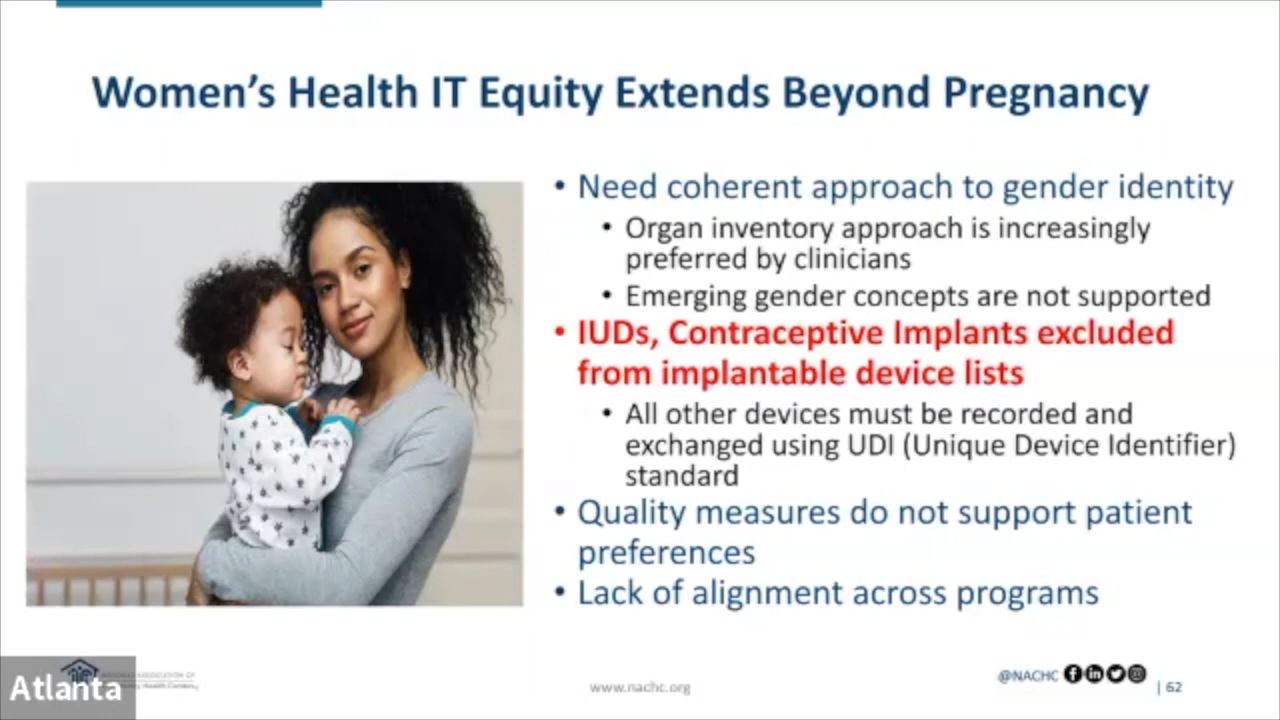 Women's Health IT Equity Extends Beyond Pregnancy
• Need coherent approach to gender identity
• Organ inventory approach is increasingly
preferred by clinicians
• Emerging gender concepts are not supported
• IUDs, Contraceptive Implants excluded
from implantable device lists
• All other devices must be recorded and
exchanged using UDI (Unique Device Identifier)
standard
• Quality measures do not support patient
preferences
• Lack of alignment across programs
Atlanta
www.nachc.org
@NACHC
| 62